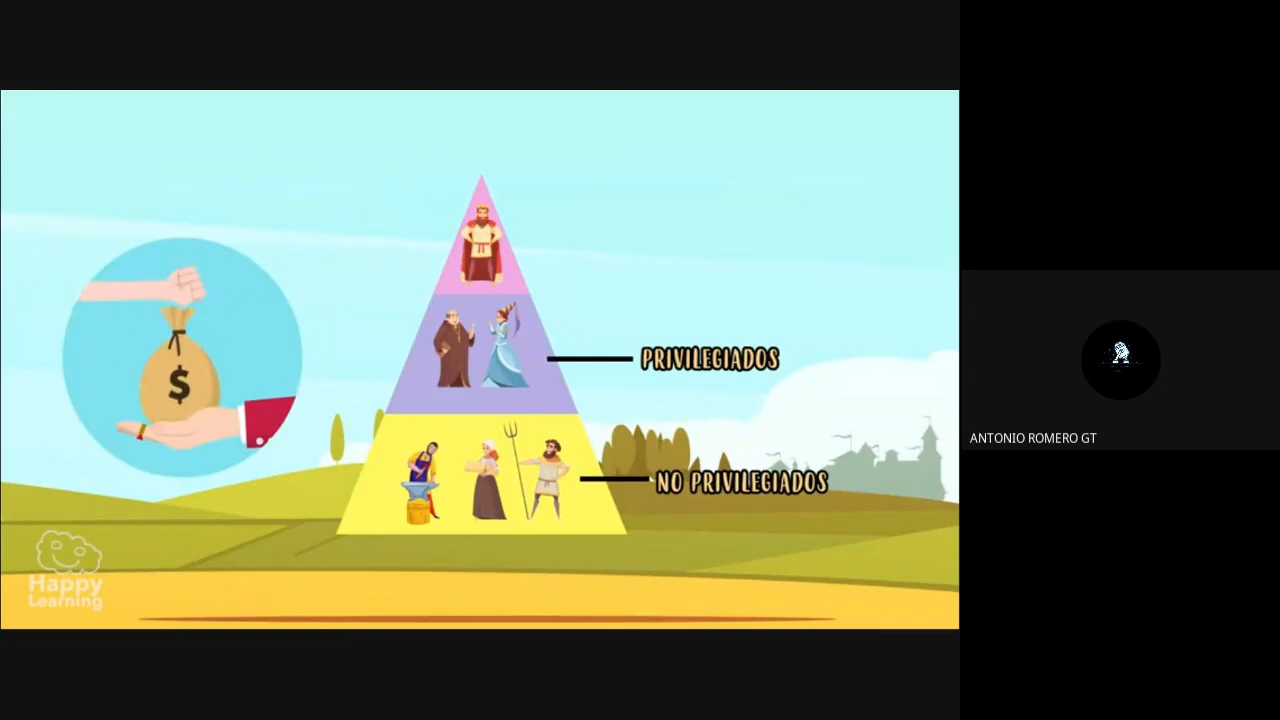 PRIVILEGIADOS
NO PRIVILEGIADOS
$
Happy
Learning
ANTONIO ROMERO GT